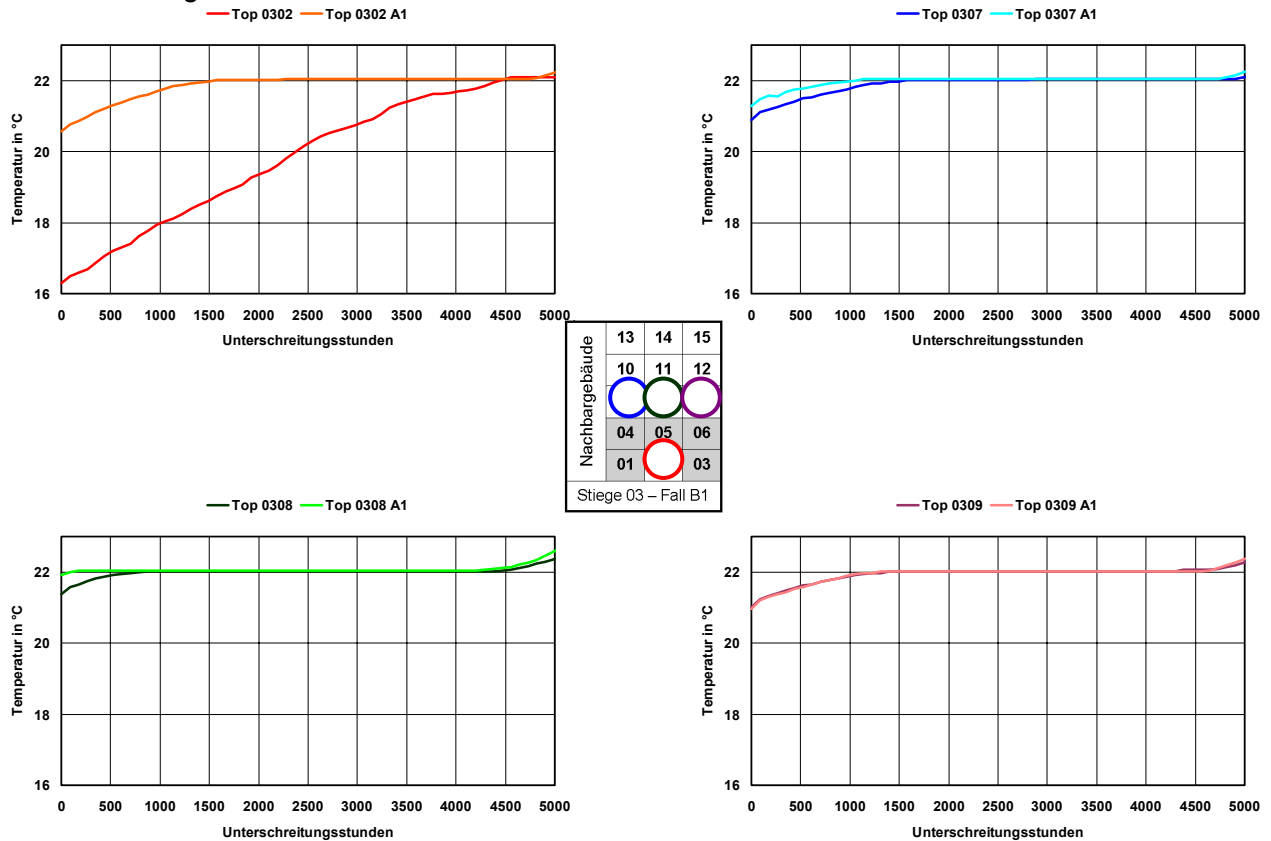 Top 0302 Top 0302 A1
Temperatur in °C
22
20
18
16
0 500 1000 1500 2000 2500 3000 3500 4000 4500 5000
Unterschreitungsstunden
Top 0307 Top 0307 A1
Temperatur in °C
22
20
18
16
0 500 1000 1500 2000 2500 3000 3500 4000 4500 5000
Unterschreitungsstunden
Nachbargebäude
13 14 15
10 11 12
04 05 06
01 03
Stiege 03 – Fall B1
Top 0308 Top 0308 A1
Temperatur in °C
22
20
18
16
0 500 1000 1500 2000 2500 3000 3500 4000 4500 5000
Unterschreitungsstunden
Top 0309 Top 0309 A1
Temperatur in °C
22
20
18
16
0 500 1000 1500 2000 2500 3000 3500 4000 4500 5000
Unterschreitungsstunden